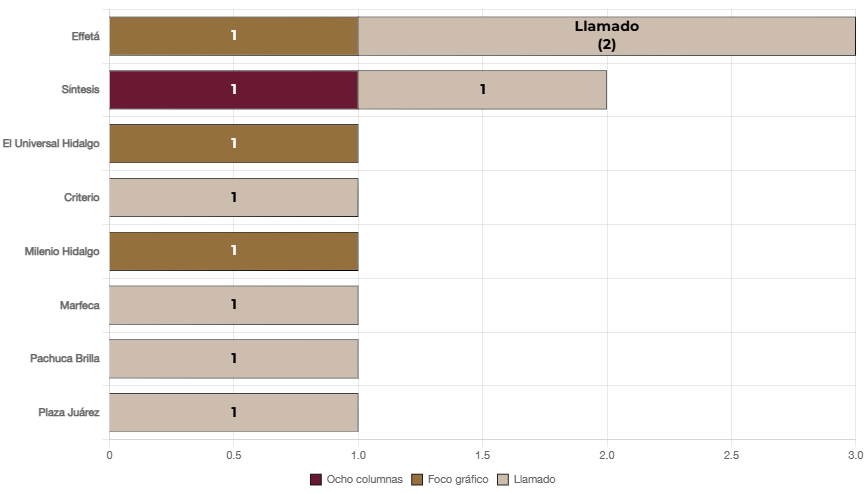 Effetá
1
Llamado
(2)
Síntesis
1
1
El Universal Hidalgo
1
Criterio
1
Milenio Hidalgo
1
Marfeca
1
Pachuca Brilla
1
Plaza Juárez
1
0
0.5
1.0
1.5
2.0
2.5
3.0
Ocho columnas
Foco gráfico
Llamado